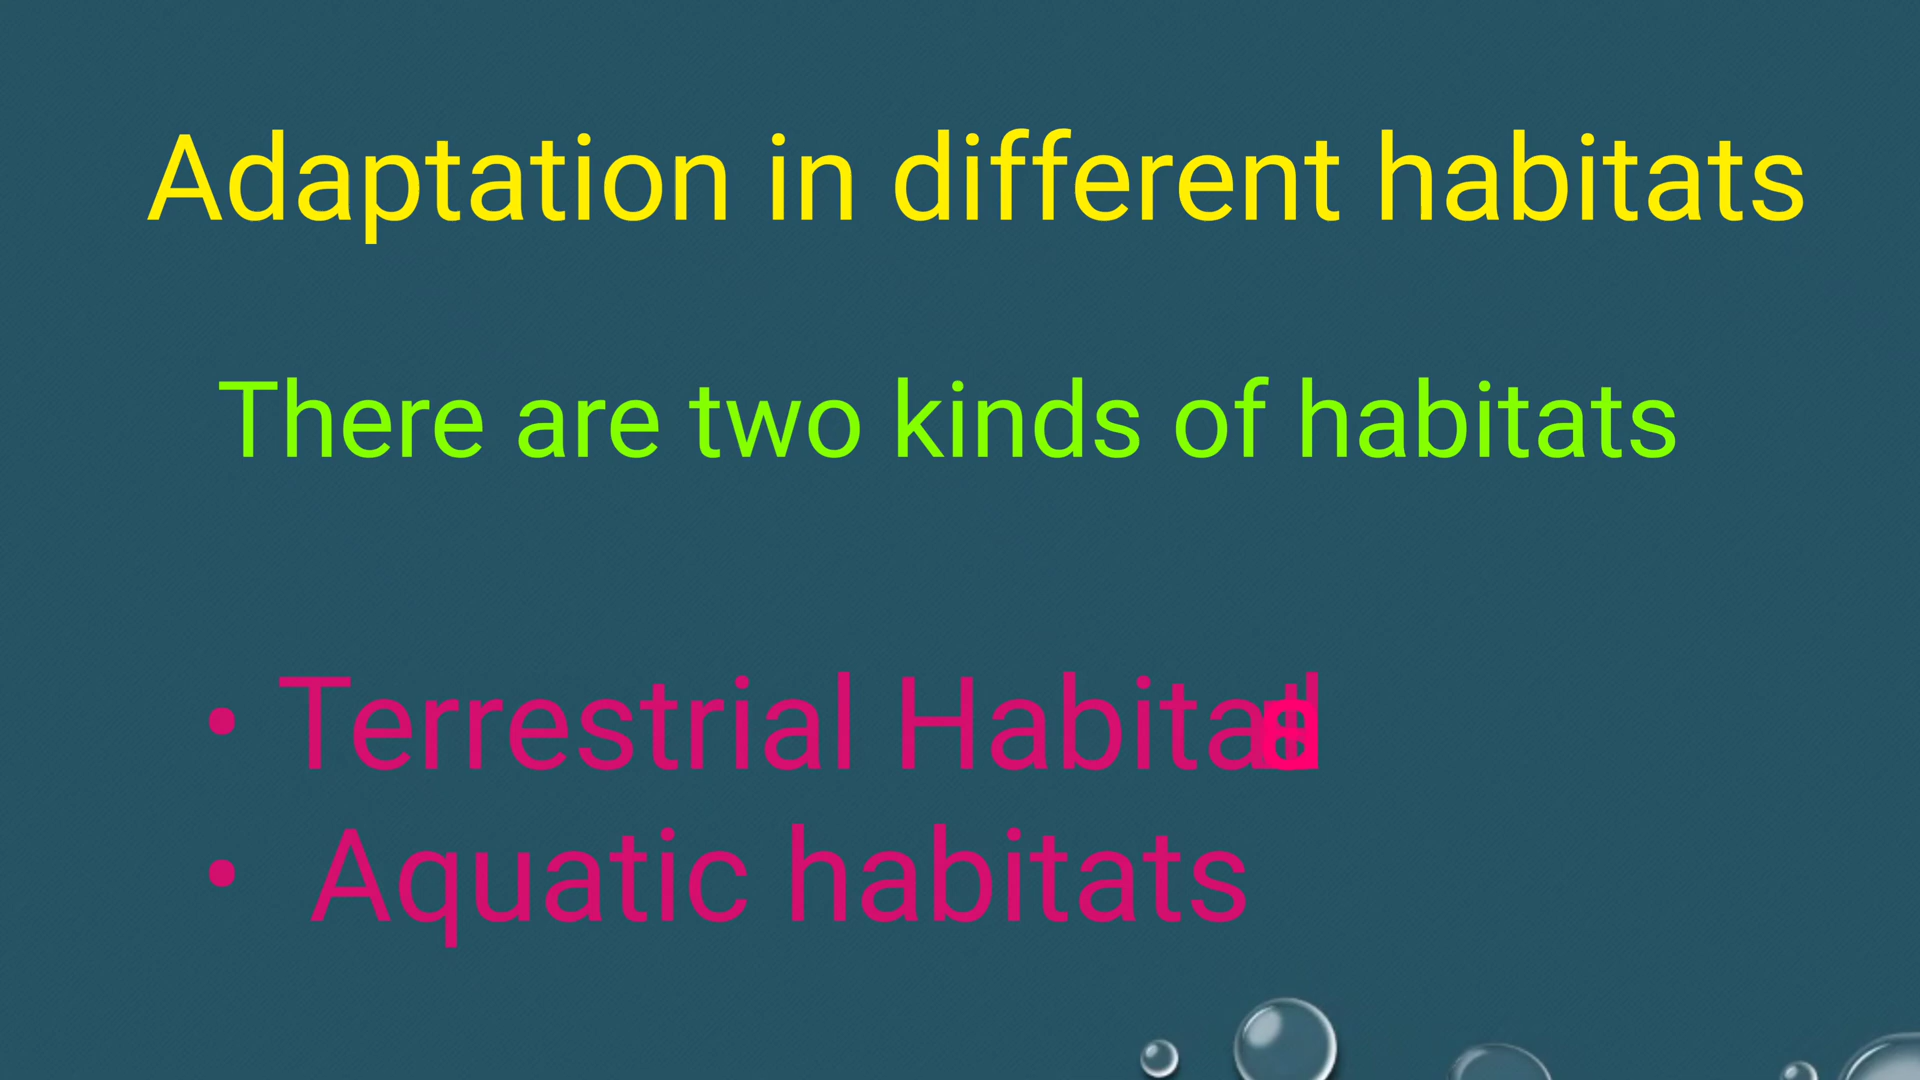 Adaptation in different habitats
There are two kinds of habitats
• Terrestrial
• Aquatic habitats